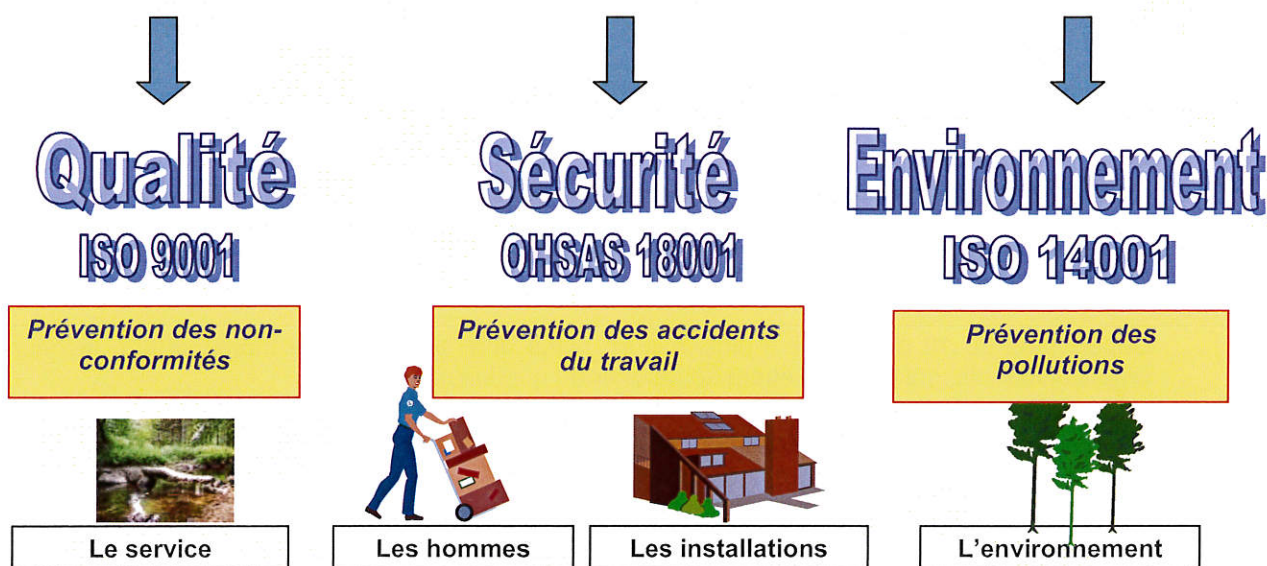 Qualité
ISO 9001
Prévention des non-
conformités
Le service
Sécurité
OHSAS 18001
Prévention des accidents
du travail
Les hommes
Les installations
Environnement
ISO 14001
Prévention des
pollutions
L'environnement